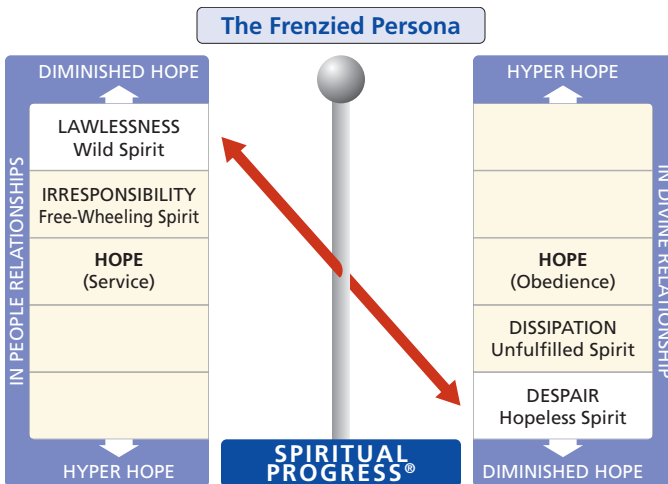 The Frenzied Persona
DIMINISHED HOPE
LAWLESSNESS
Wild Spirit
IRRESPONSIBILITY
Free-Wheeling Spirit
HOPE
(Service)
HYPER HOPE
IN PEOPLE RELATIONSHIPS
SPIRITUAL
PROGRESS®
HYPER HOPE
HOPE
(Obedience)
DISSIPATION
Unfulfilled Spirit
DESPAIR
Hopeless Spirit
DIMINISHED HOPE
IN DIVINE RELATIONSHIP